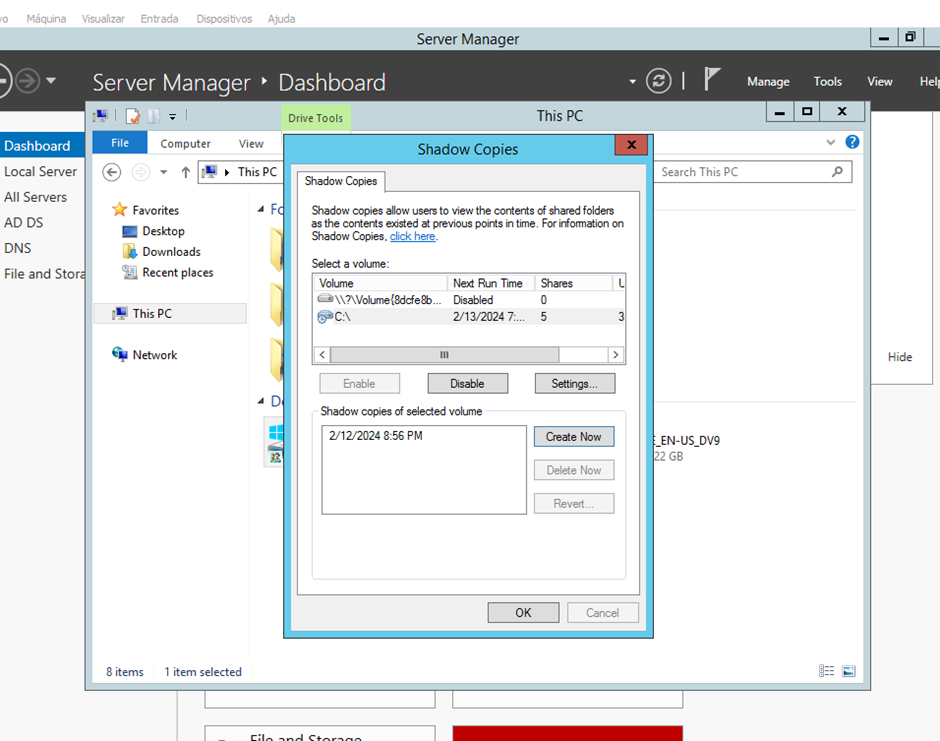 vo Máquina Visualizar Entrada Dispositivos Ajuda
Server Manager
Server Manager Dashboard
Manage Tools View Help
Drive Tools
This PC
File Computer View
This PC
Search This PC
Dashboard
Local Server
All Servers
AD DS
DNS
File and Stora
Favorites
Desktop
Downloads
Recent places
This PC
Network
Fo
De
Shadow Copies
Shadow Copies
Shadow copies allow users to view the contents of shared folders
as the contents existed at previous points in time. For information on
Shadow Copies, click here.
Select a volume:
Volume Next Run Time Shares U
\\?\Volume{8dcfe8b... Disabled 0
C:\ 2/13/2024 7:... 5 3
Enable Disable Settings...
Shadow copies of selected volume
2/12/2024 8:56 PM
Create Now
Delete Now
Revert...
OK Cancel
Hide
E_EN-US_DV9
22 GB
8 items 1 item selected
File and Storage